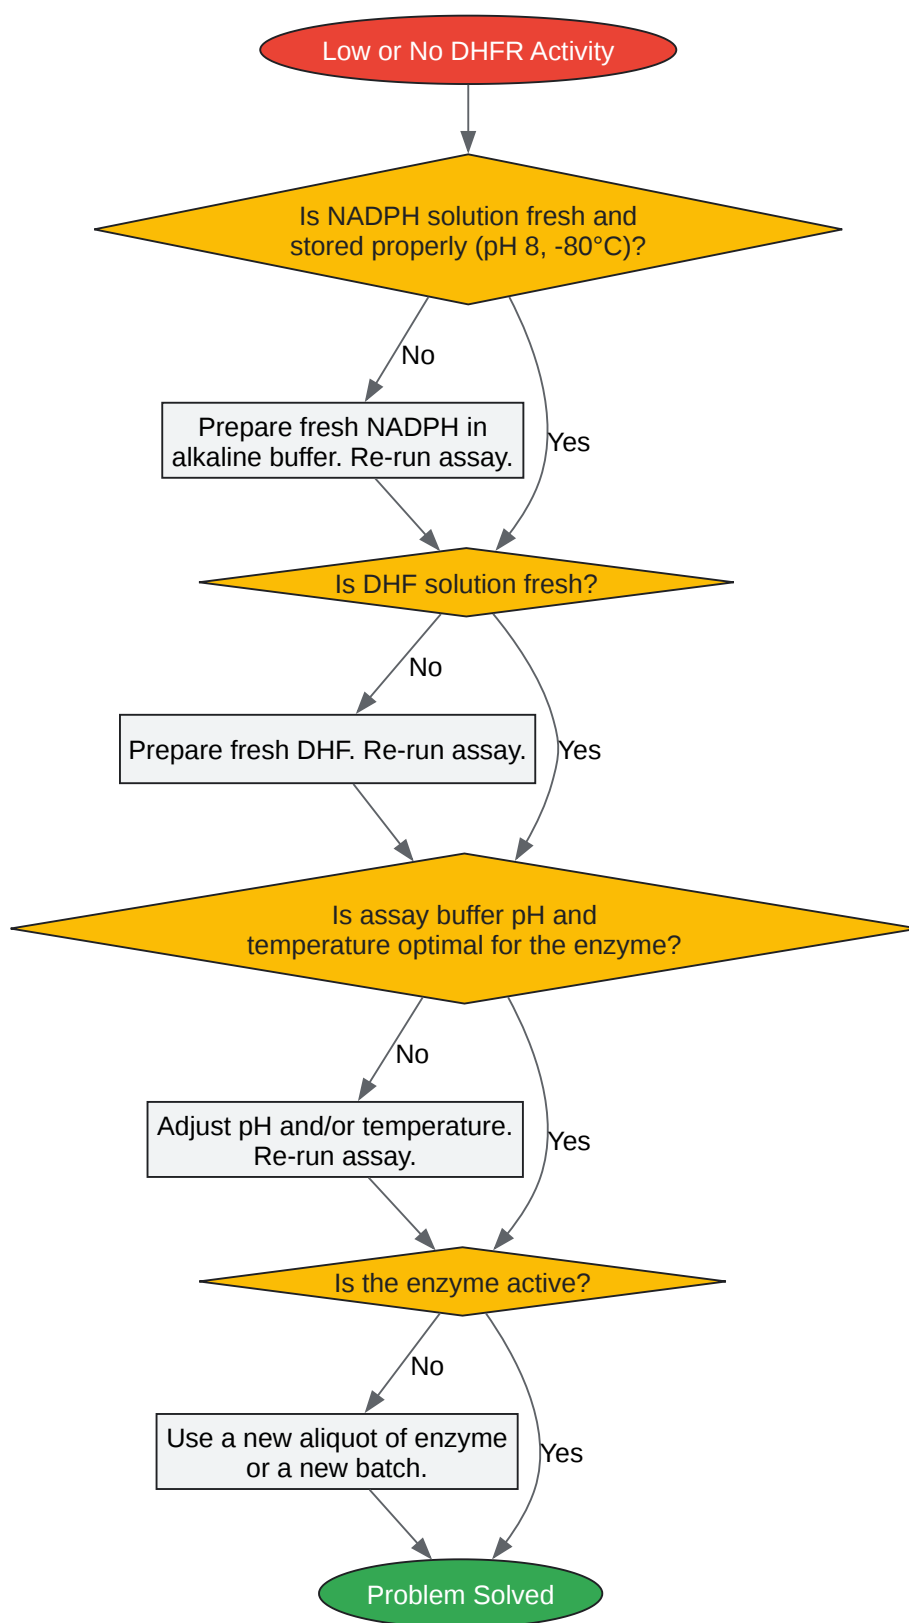 Low or No DHFR Activity
Is NADPH solution fresh and
stored properly (pH 8, -80°C)?
No
Yes
Prepare fresh NADPH in
alkaline buffer. Re-run assay.
Is DHF solution fresh?
No
Yes
Prepare fresh DHF. Re-run assay.
Is assay buffer pH and
temperature optimal for the enzyme?
No
Yes
Adjust pH and/or temperature.
Re-run assay.
Is the enzyme active?
No
Yes
Use a new aliquot of enzyme
or a new batch.
Problem Solved